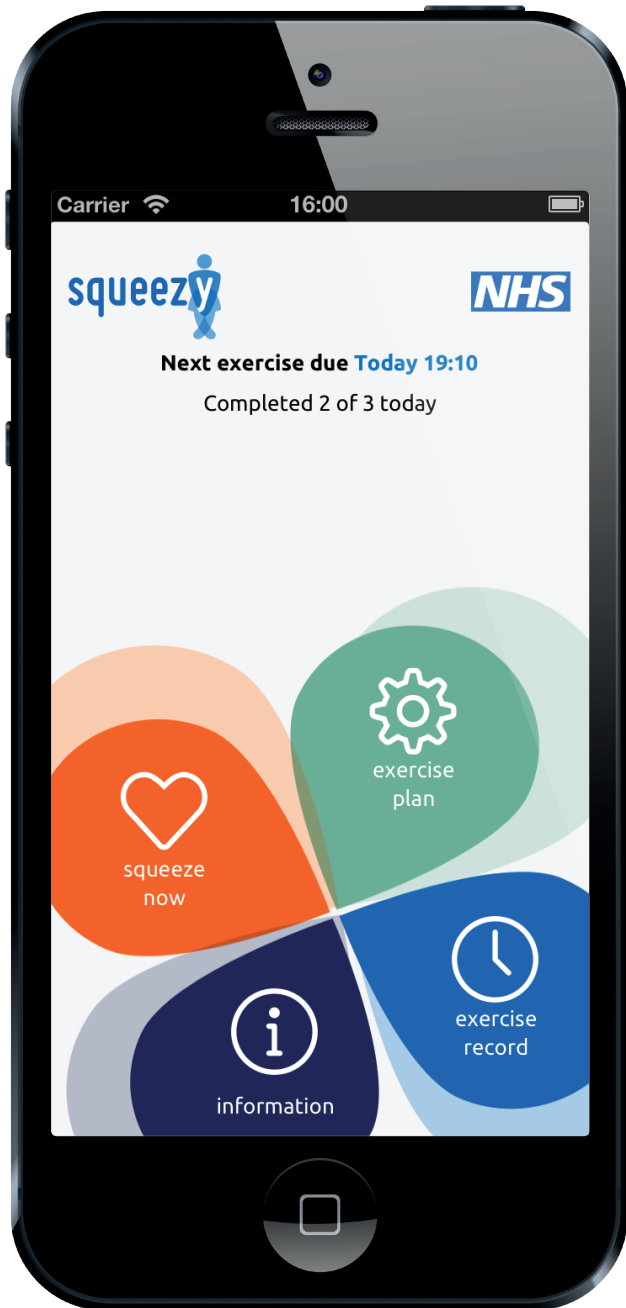 Carrier 16:00
squeezy NHS
Next exercise due Today 19:10
Completed 2 of 3 today
exercise
plan
squeeze
now
exercise
record
information